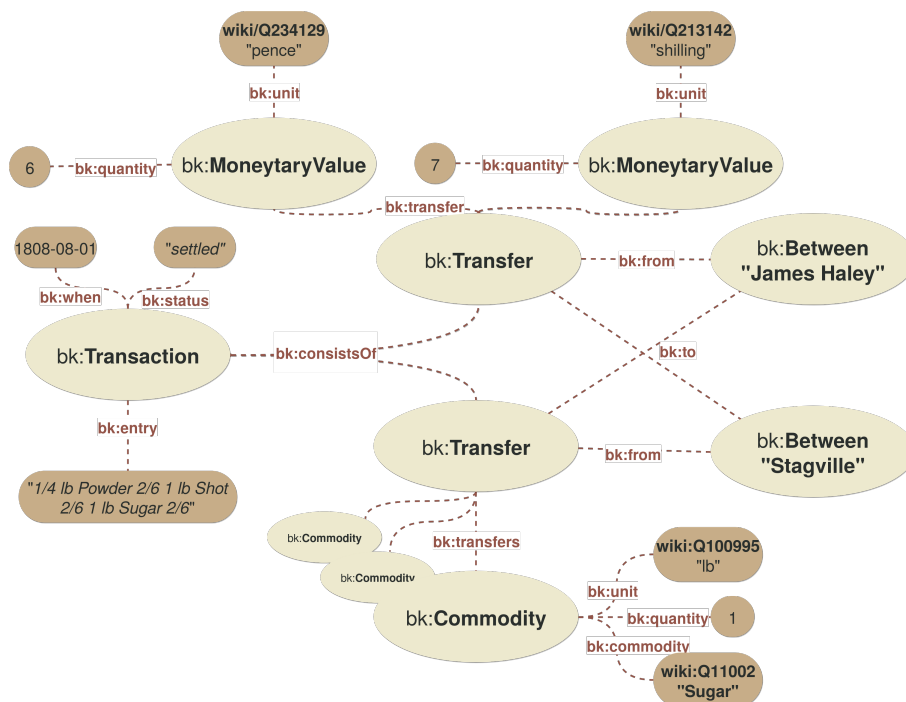 wiki/Q234129
"pence"
wiki/Q213142
"shilling"
bk:unit
bk:unit
6
bk:quantity
bk:MoneytaryValue
7
bk:quantity
bk:MoneytaryValue
bk:transfer
1808-08-01
"settled"
bk:when
bk:status
bk:Transfer
bk:from
bk:Between
"James Haley"
bk:Transaction
bk:consistsOf
bk:to
bk:entry
bk:Transfer
bk:from
bk:Between
"Stagville"
"1/4 lb Powder 2/6 1 lb Shot
2/6 1 lb Sugar 2/6"
bk:Commodity
bk:transfers
bk:Commodity
bk:Commodity
wiki:Q100995
"lb"
bk:unit
bk:quantity
1
bk:commodity
wiki:Q11002
"Sugar"